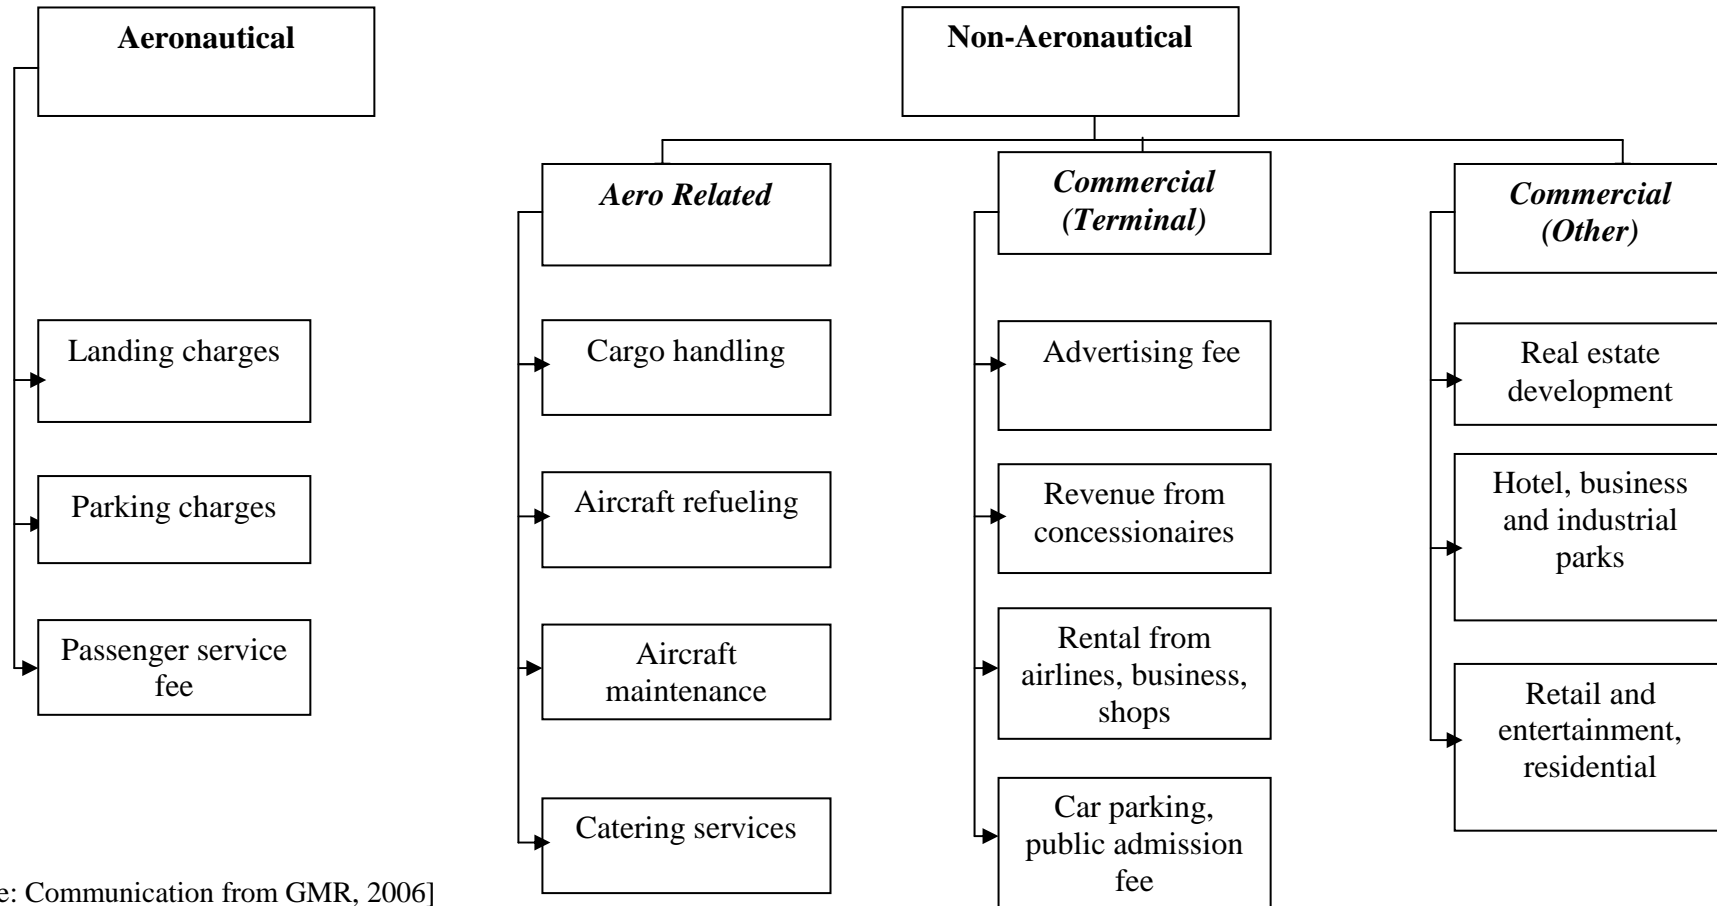 Aeronautical
Non-Aeronautical
Aero Related
Commercial
(Terminal)
Commercial
(Other)
Landing charges
Parking charges
Passenger service
fee
Cargo handling
Aircraft refueling
Aircraft
maintenance
Catering services
Advertising fee
Revenue from
concessionaires
Rental from
airlines, business,
shops
Car parking,
public admission
fee
Real estate
development
Hotel, business
and industrial
parks
Retail and
entertainment,
residential
e: Communication from GMR, 2006]